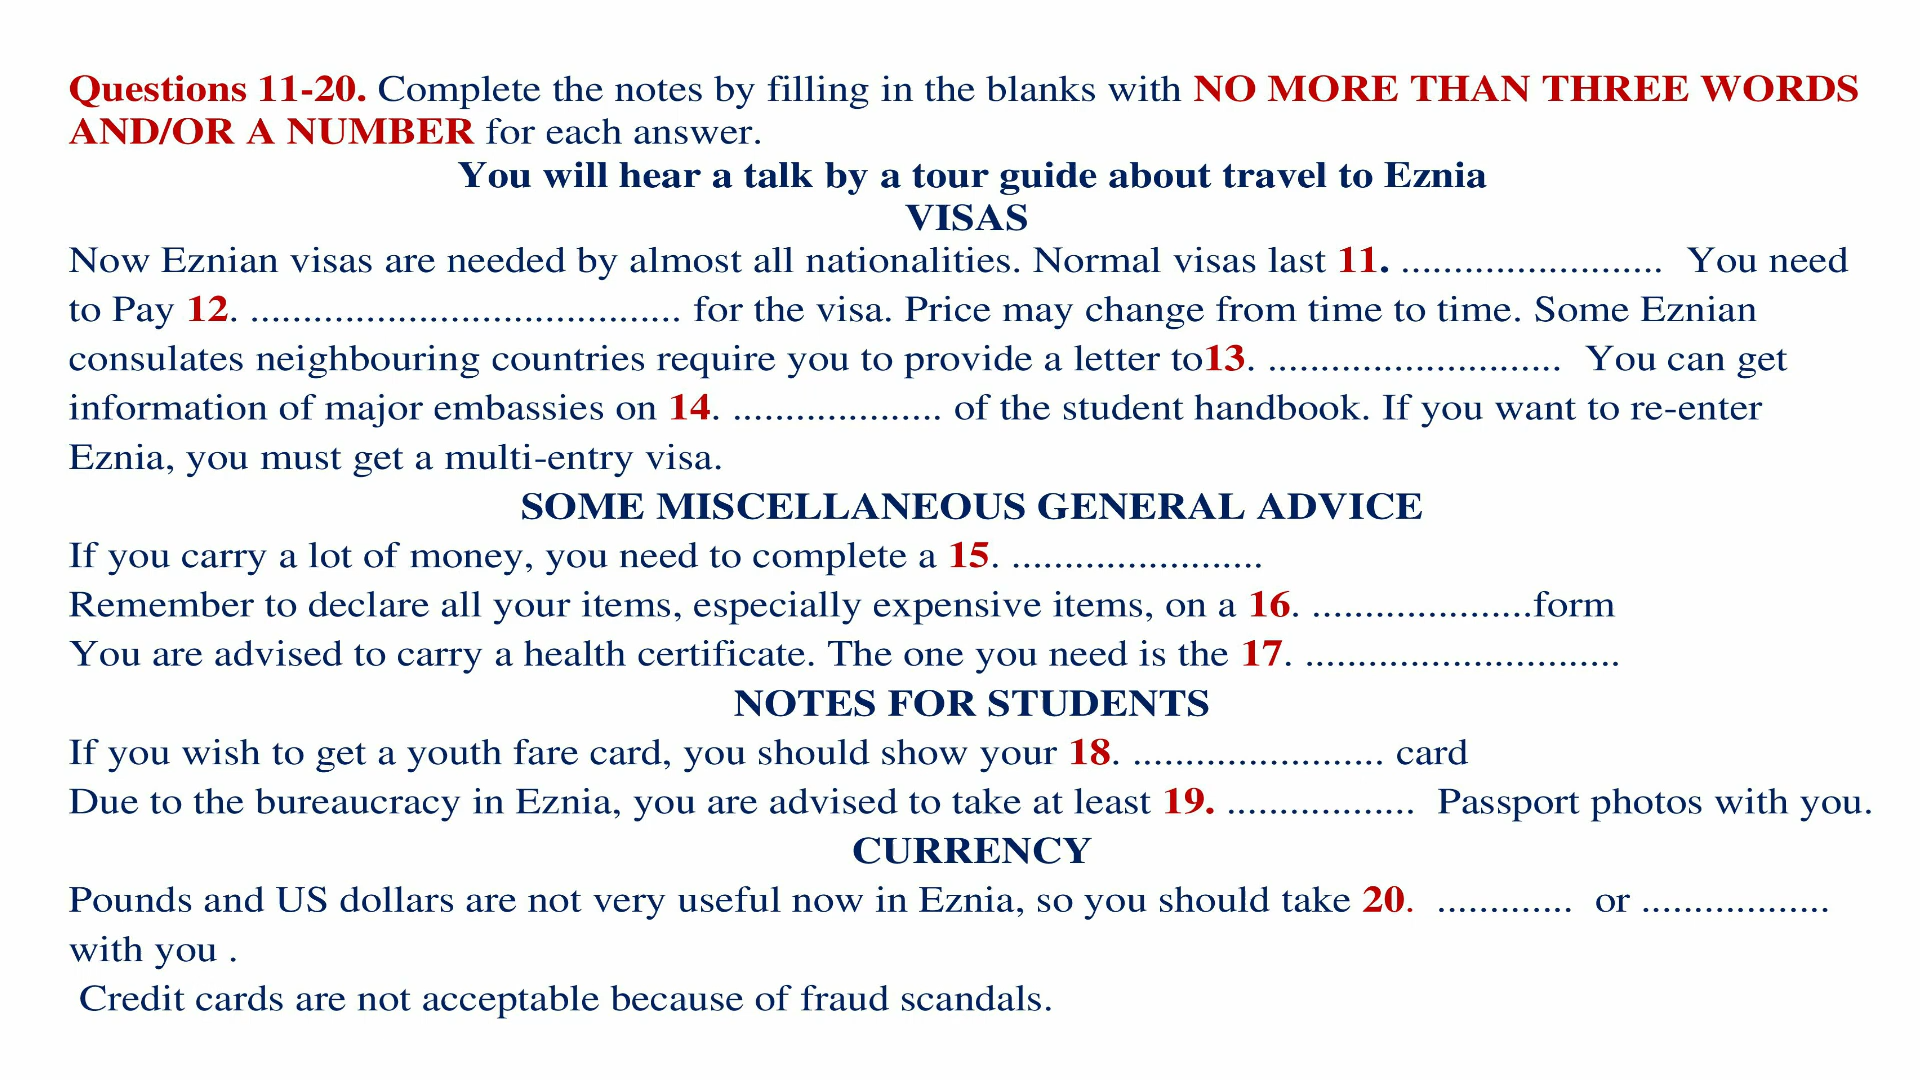 Questions 11-20. Complete the notes by filling in the blanks with NO MORE THAN THREE WORDS
AND/OR A NUMBER for each answer.
You will hear a talk by a tour guide about travel to Eznia
VISAS
Now Eznian visas are needed by almost all nationalities. Normal visas last 11. ......................... You need
to Pay 12. ......................................... for the visa. Price may change from time to time. Some Eznian
consulates neighbouring countries require you to provide a letter to13. ............................ You can get
information of major embassies on 14. .................... of the student handbook. If you want to re-enter
Eznia, you must get a multi-entry visa.
SOME MISCELLANEOUS GENERAL ADVICE
If you carry a lot of money, you need to complete a 15. ........................
Remember to declare all your items, especially expensive items, on a 16. .....................form
You are advised to carry a health certificate. The one you need is the 17. ..............................
NOTES FOR STUDENTS
If you wish to get a youth fare card, you should show your 18. ........................ card
Due to the bureaucracy in Eznia, you are advised to take at least 19. .................. Passport photos with you.
CURRENCY
Pounds and US dollars are not very useful now in Eznia, so you should take 20. ............. or ..................
with you .
Credit cards are not acceptable because of fraud scandals.